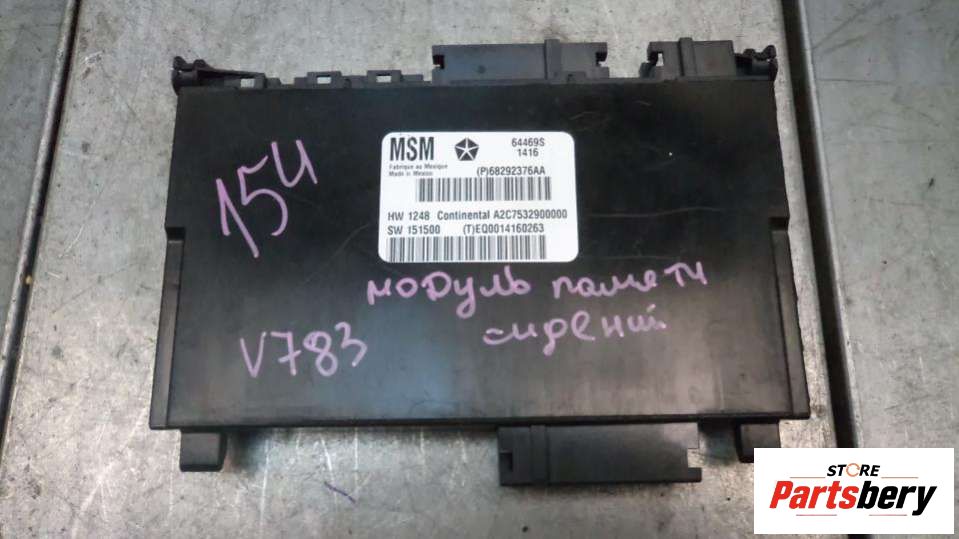 MSM
64469S
1416
Fabrique au Mexique
Made in Mexico
(P)68292376AA
HW 1248 Continental A2C7532900000
SW 151500 (T)EQ0014160263
154
модуль памяти
сидений
V783
STORE
Partsbery